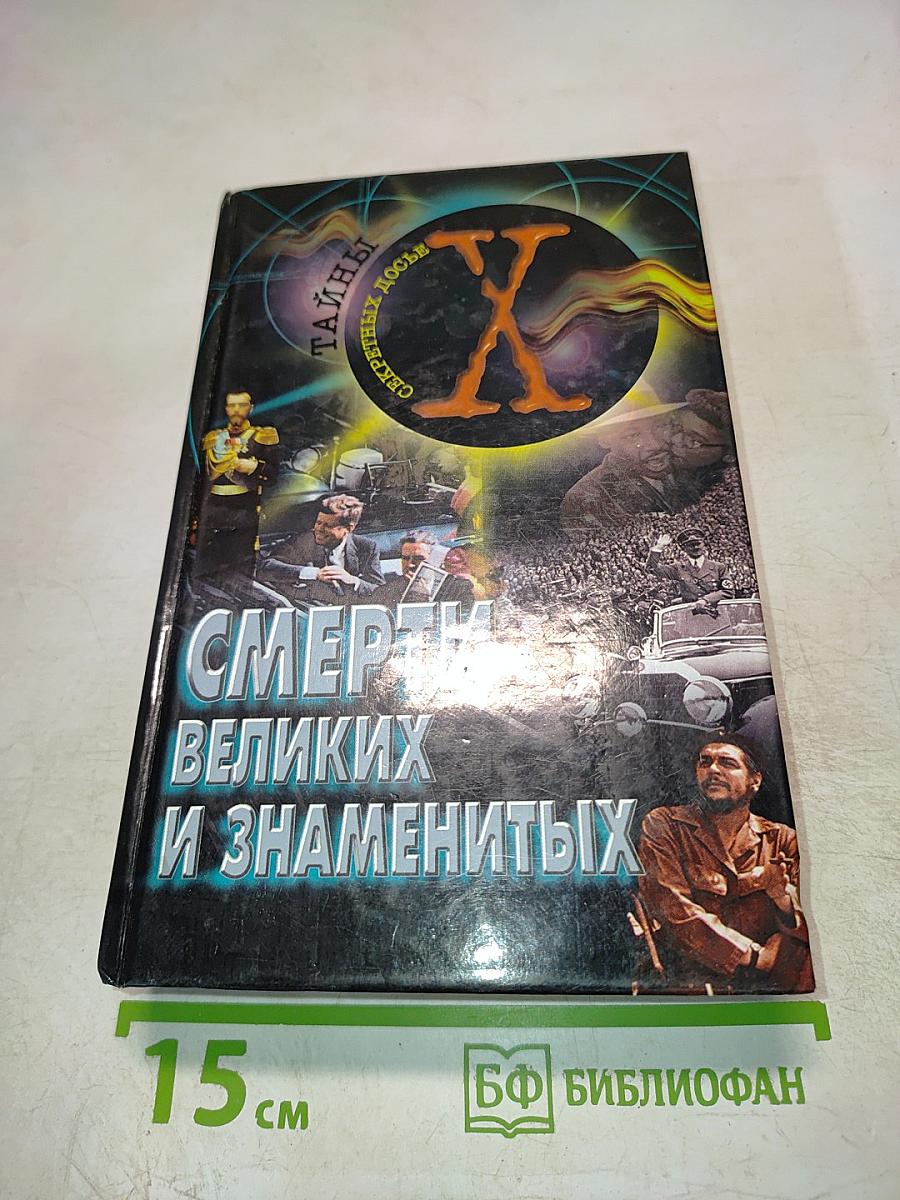 ТАЙНЫ
СЕКРЕТНЫХ ДОСЬЕ
X
СМЕРТИ
ВЕЛИКИХ
И ЗНАМЕНИТЫХ
15 см
БФ БИБЛИОФАН